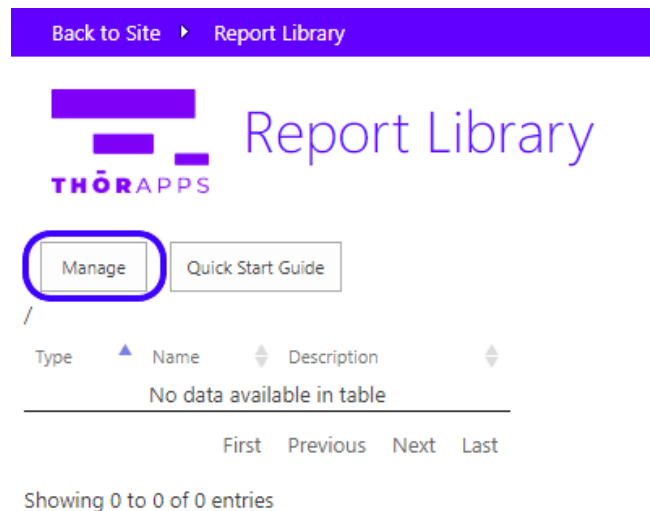 Back to Site Report Library
Report Library
THŌRAPPS
Manage Quick Start Guide
/
Type Name Description
No data available in table
First Previous Next Last
Showing 0 to 0 of 0 entries